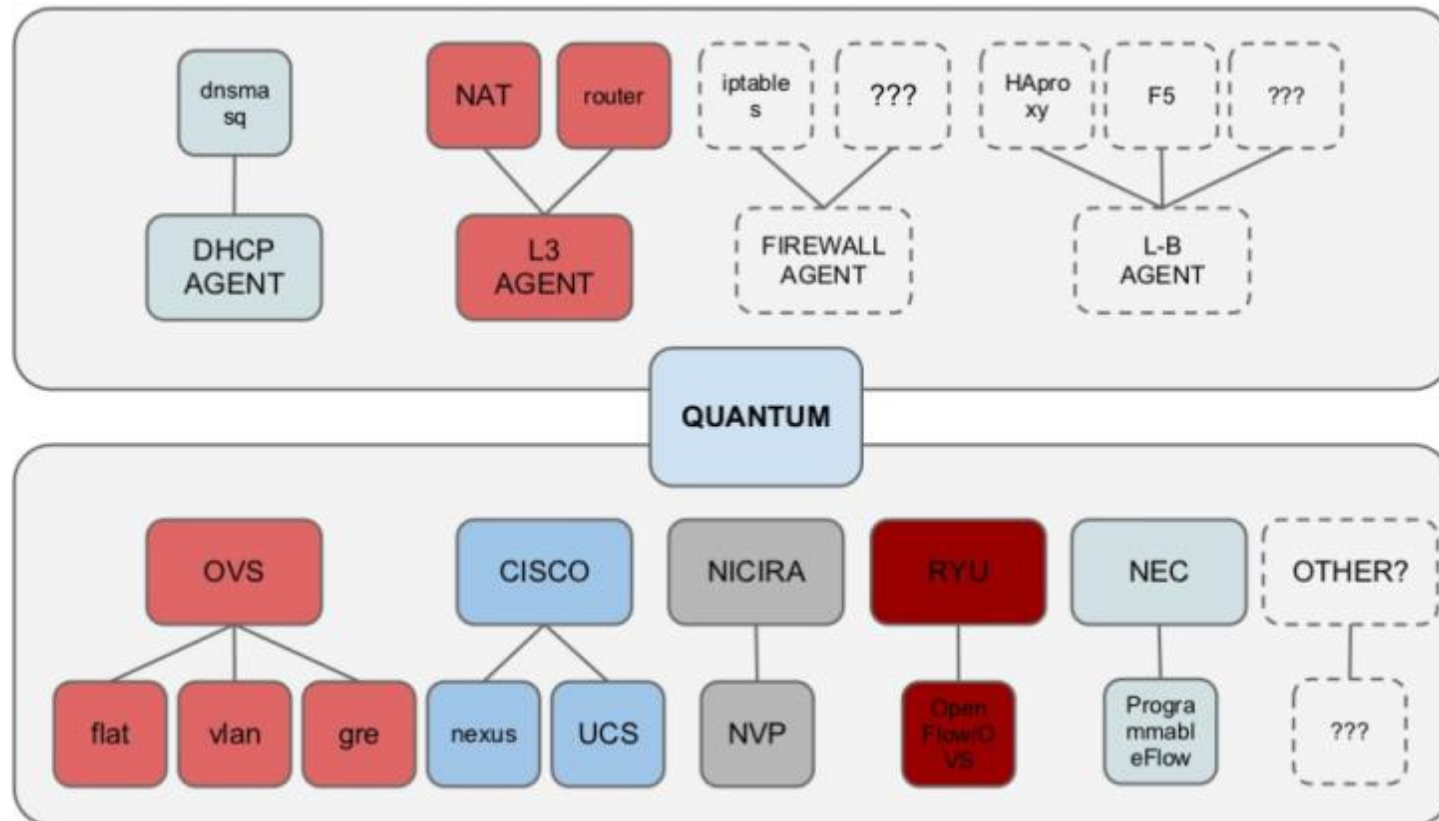 dnsma
sq
NAT
router
iptable
s
???
HApro
xy
F5
???
DHCP
AGENT
L3
AGENT
FIREWALL
AGENT
L-B
AGENT
QUANTUM
OVS
CISCO
NICIRA
RYU
NEC
OTHER?
flat
vlan
gre
nexus
UCS
NVP
Open
Flow/O
VS
Progra
mmabl
eFlow
???